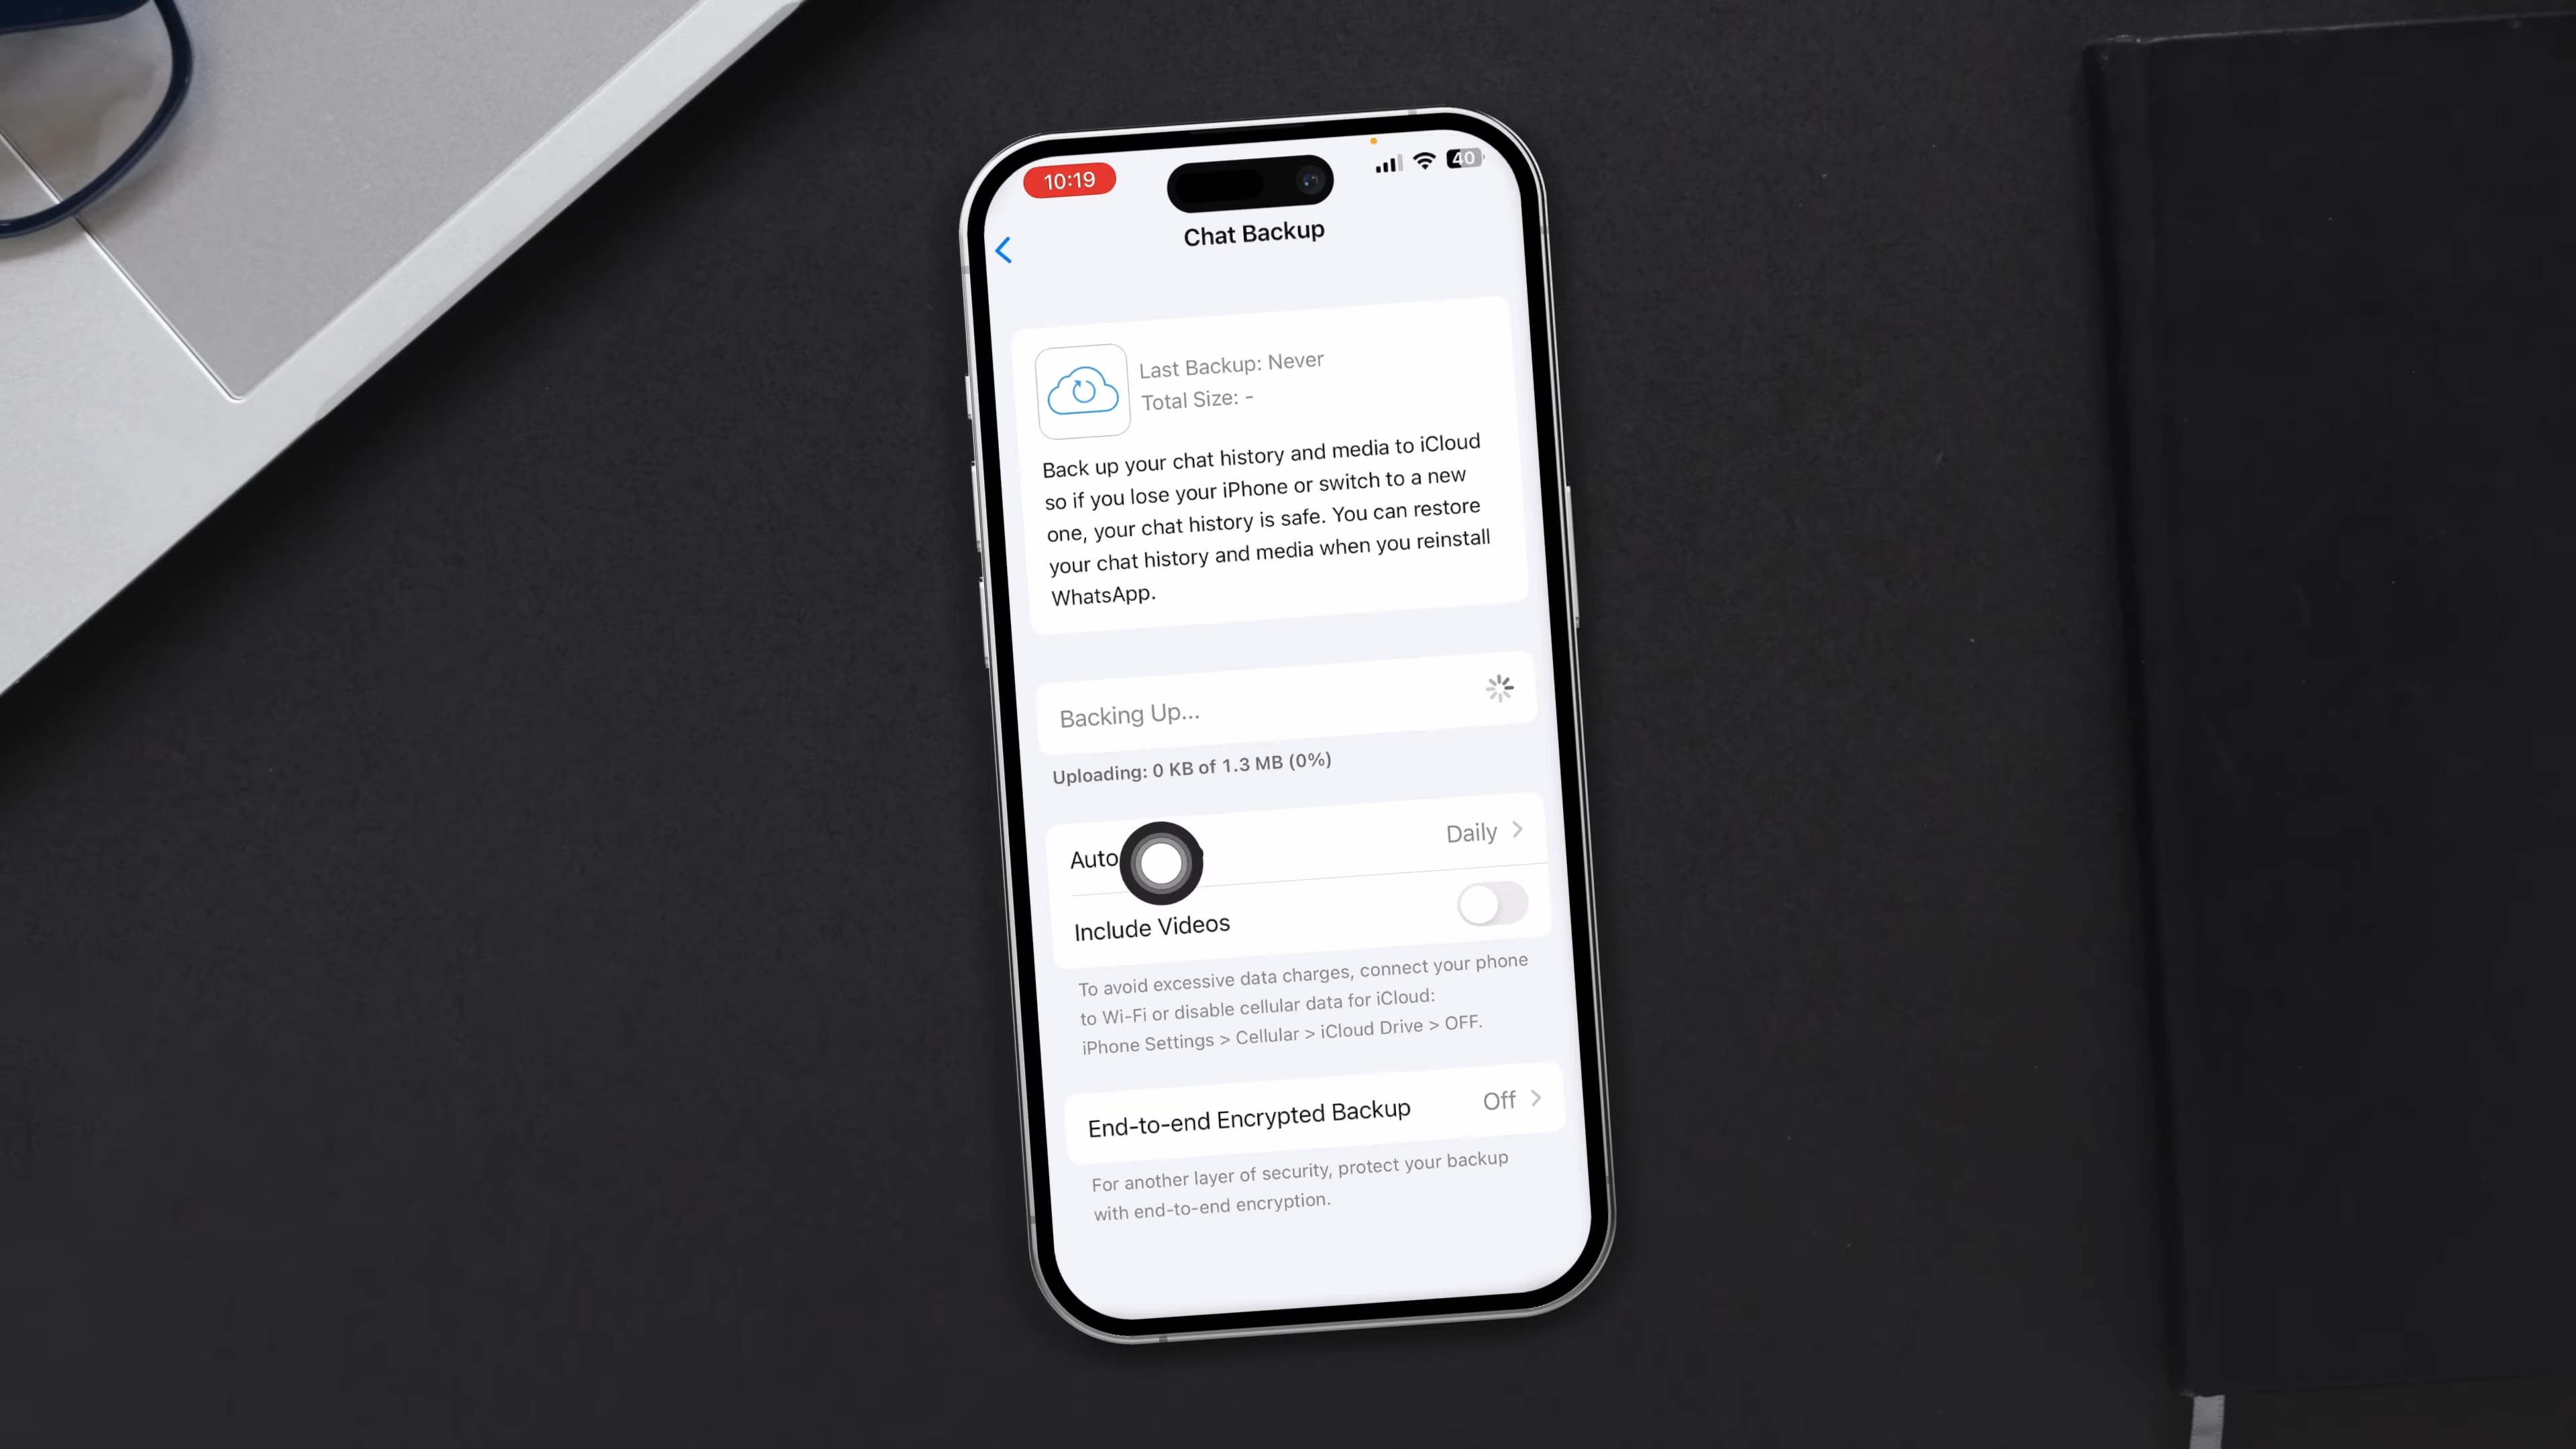 10:19
40
Chat Backup
Last Backup: Never
Total Size: -
Back up your chat history and media to iCloud
so if you lose your iPhone or switch to a new
one, your chat history is safe. You can restore
your chat history and media when you reinstall
WhatsApp.
Backing Up...
Uploading: 0 KB of 1.3 MB (0%)
Auto
Daily
Include Videos
To avoid excessive data charges, connect your phone
to Wi-Fi or disable cellular data for iCloud:
iPhone Settings > Cellular > iCloud Drive > OFF.
End-to-end Encrypted Backup
Off
For another layer of security, protect your backup
with end-to-end encryption.